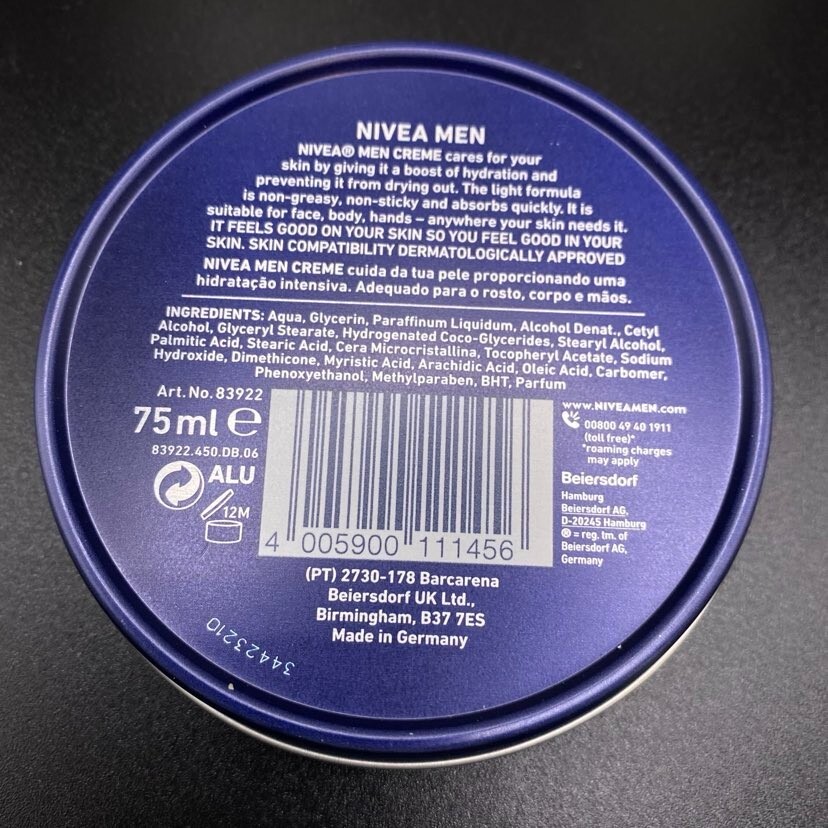 NIVEA MEN
NIVEA® MEN CREME cares for your
skin by giving it a boost of hydration and
preventing it from drying out. The light formula
is non-greasy, non-sticky and absorbs quickly. It is
suitable for face, body, hands – anywhere your skin needs it.
IT FEELS GOOD ON YOUR SKIN SO YOU FEEL GOOD IN YOUR
SKIN. SKIN COMPATIBILITY DERMATOLOGICALLY APPROVED
NIVEA MEN CREME cuida da tua pele proporcionando uma
hidratação intensiva. Adequado para o rosto, corpo e mãos.
INGREDIENTS: Aqua, Glycerin, Paraffinum Liquidum, Alcohol Denat., Cetyl
Alcohol, Glyceryl Stearate, Hydrogenated Coco-Glycerides, Stearyl Alcohol,
Palmitic Acid, Stearic Acid, Cera Microcristallina, Tocopheryl Acetate, Sodium
Hydroxide, Dimethicone, Myristic Acid, Arachidic Acid, Oleic Acid, Carbomer,
Phenoxyethanol, Methylparaben, BHT, Parfum
Art. No. 83922
75 ml ℮
83922.450.DB.06
ALU
12M
4 005900 111456
www.NIVEAMEN.com
00800 49 40 1911
(toll free)*
*roaming charges
may apply
Beiersdorf
Hamburg
Beiersdorf AG,
D-20245 Hamburg
® = reg. tm. of
Beiersdorf AG,
Germany
(PT) 2730-178 Barcarena
Beiersdorf UK Ltd.,
Birmingham, B37 7ES
Made in Germany
34423210